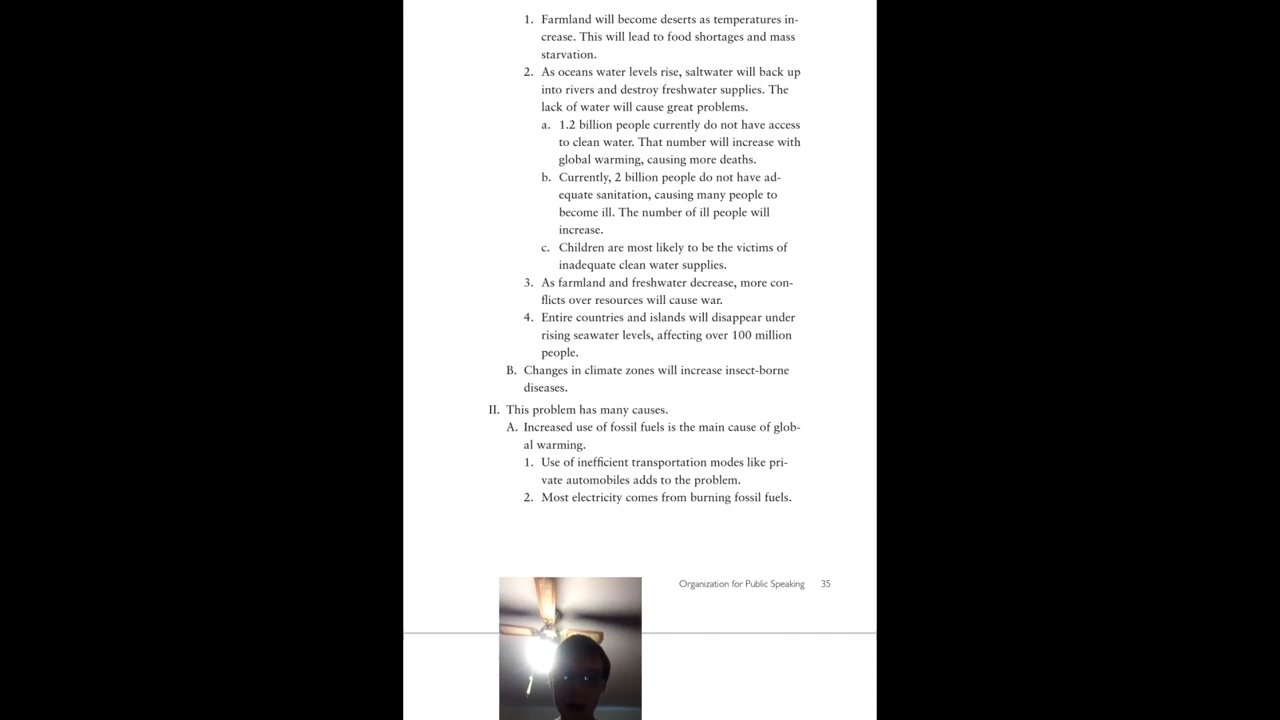 1. Farmland will become deserts as temperatures in-
crease. This will lead to food shortages and mass
starvation.
2. As oceans water levels rise, saltwater will back up
into rivers and destroy freshwater supplies. The
lack of water will cause great problems.
a. 1.2 billion people currently do not have access
to clean water. That number will increase with
global warming, causing more deaths.
b. Currently, 2 billion people do not have ad-
equate sanitation, causing many people to
become ill. The number of ill people will
increase.
c. Children are most likely to be the victims of
inadequate clean water supplies.
3. As farmland and freshwater decrease, more con-
flicts over resources will cause war.
4. Entire countries and islands will disappear under
rising seawater levels, affecting over 100 million
people.
B. Changes in climate zones will increase insect-borne
diseases.
II. This problem has many causes.
A. Increased use of fossil fuels is the main cause of glob-
al warming.
1. Use of inefficient transportation modes like pri-
vate automobiles adds to the problem.
2. Most electricity comes from burning fossil fuels.
Organization for Public Speaking 35